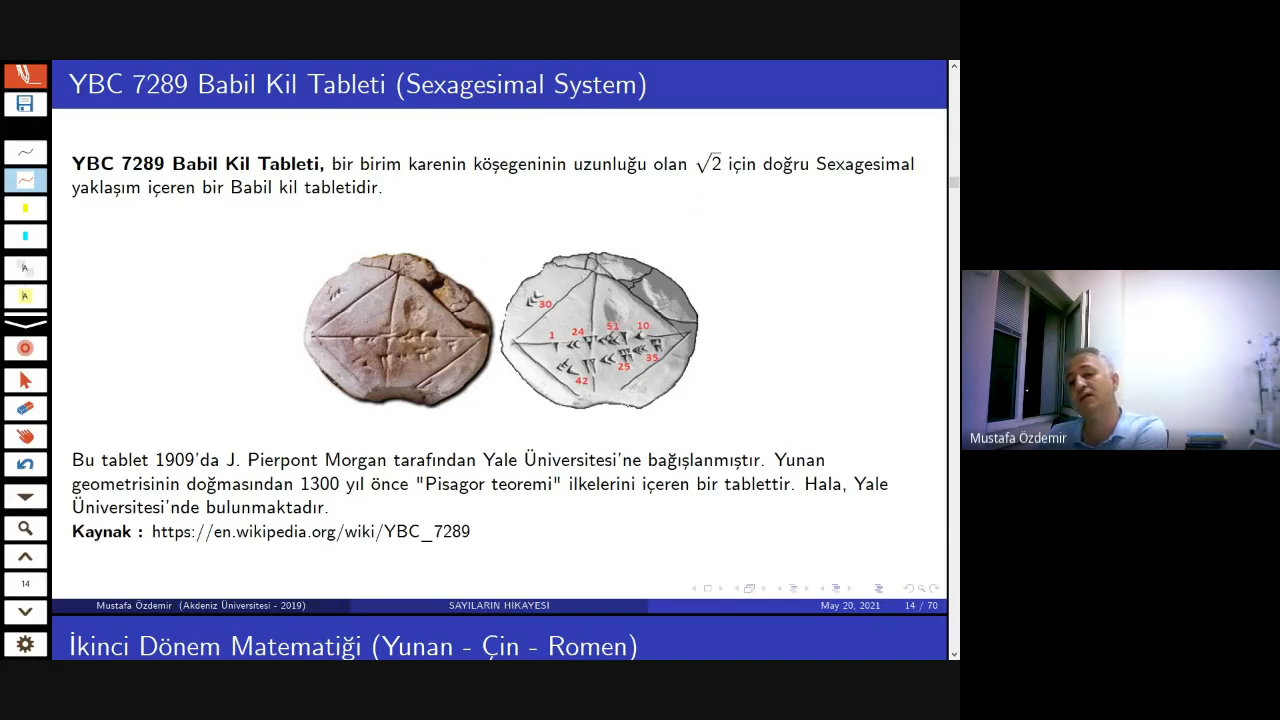 YBC 7289 Babil Kil Tableti (Sexagesimal System)
YBC 7289 Babil Kil Tableti, bir birim karenin köşegeninin uzunluğu olan √2 için doğru Sexagesimal
yaklaşım içeren bir Babil kil tabletidir.
30
1 24 51 10
42 25 35
Bu tablet 1909'da J. Pierpont Morgan tarafından Yale Üniversitesi'ne bağışlanmıştır. Yunan
geometrisinin doğmasından 1300 yıl önce "Pisagor teoremi" ilkelerini içeren bir tablettir. Hala, Yale
Üniversitesi'nde bulunmaktadır.
Kaynak : https://en.wikipedia.org/wiki/YBC_7289
Mustafa Özdemir (Akdeniz Üniversitesi - 2019) SAYILARIN HIKAYESİ May 20, 2021 14 / 70
İkinci Dönem Matematiği (Yunan - Çin - Romen)
A
A
14
Mustafa Özdemir